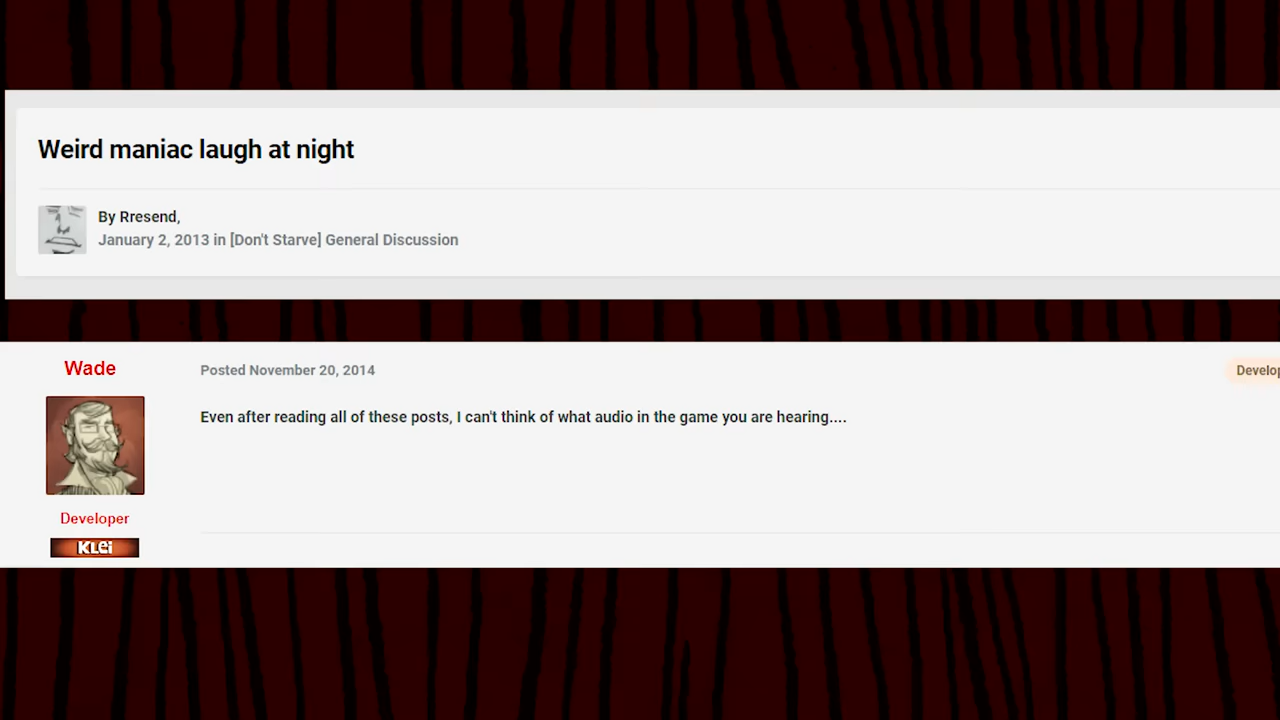 Weird maniac laugh at night
By Rresend,
January 2, 2013 in [Don't Starve] General Discussion
Wade
Posted November 20, 2014
Develop
Even after reading all of these posts, I can't think of what audio in the game you are hearing....
Developer
KLEi